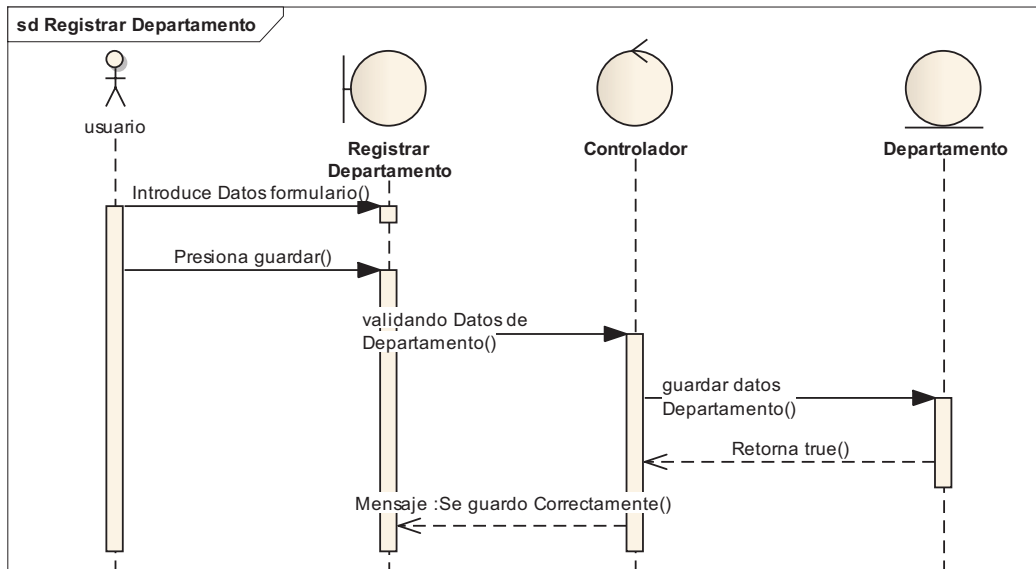 sd Registrar Departamento
usuario
Registrar
Departamento
Controlador
Departamento
Introduce Datos formulario()
Presiona guardar()
validando Datos de
Departamento()
guardar datos
Departamento()
Retorna true()
Mensaje :Se guardo Correctamente()